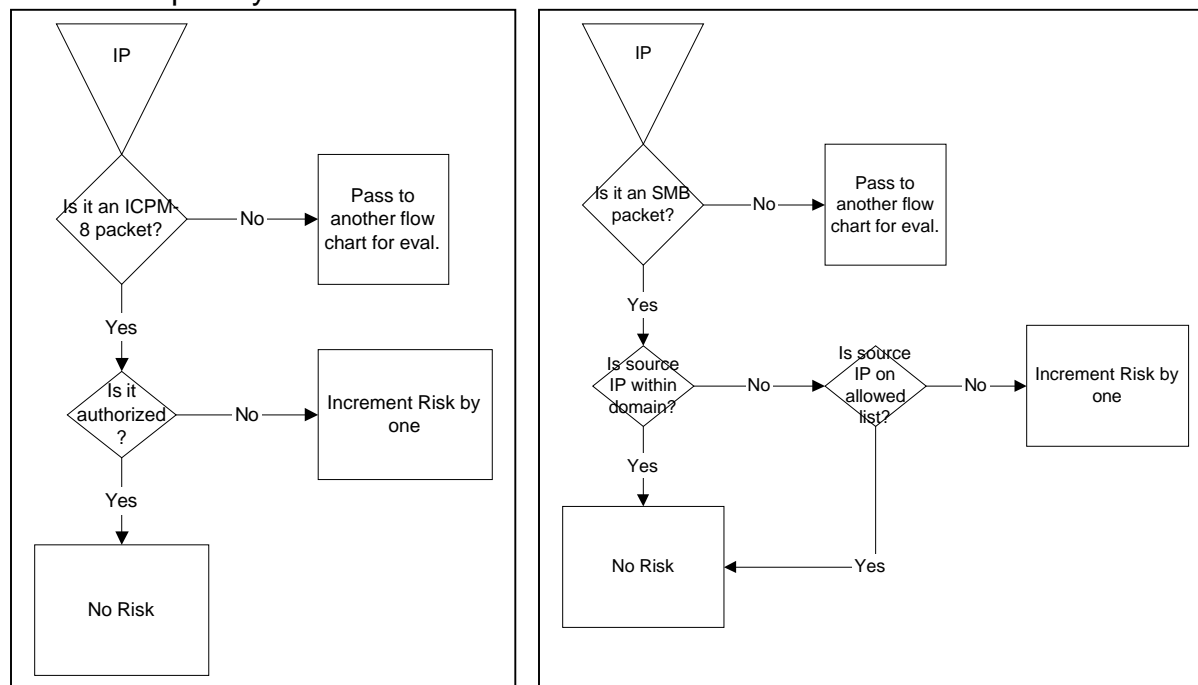 IP
Is it an ICPM-
8 packet?
No
Pass to
another flow
chart for eval.
Yes
Is it
authorized
?
No
Increment Risk by
one
Yes
No Risk
IP
Is it an SMB
packet?
No
Pass to
another flow
chart for eval.
Yes
Is source
IP within
domain?
No
Is source
IP on
allowed
list?
No
Increment Risk by
one
Yes
No Risk
Yes